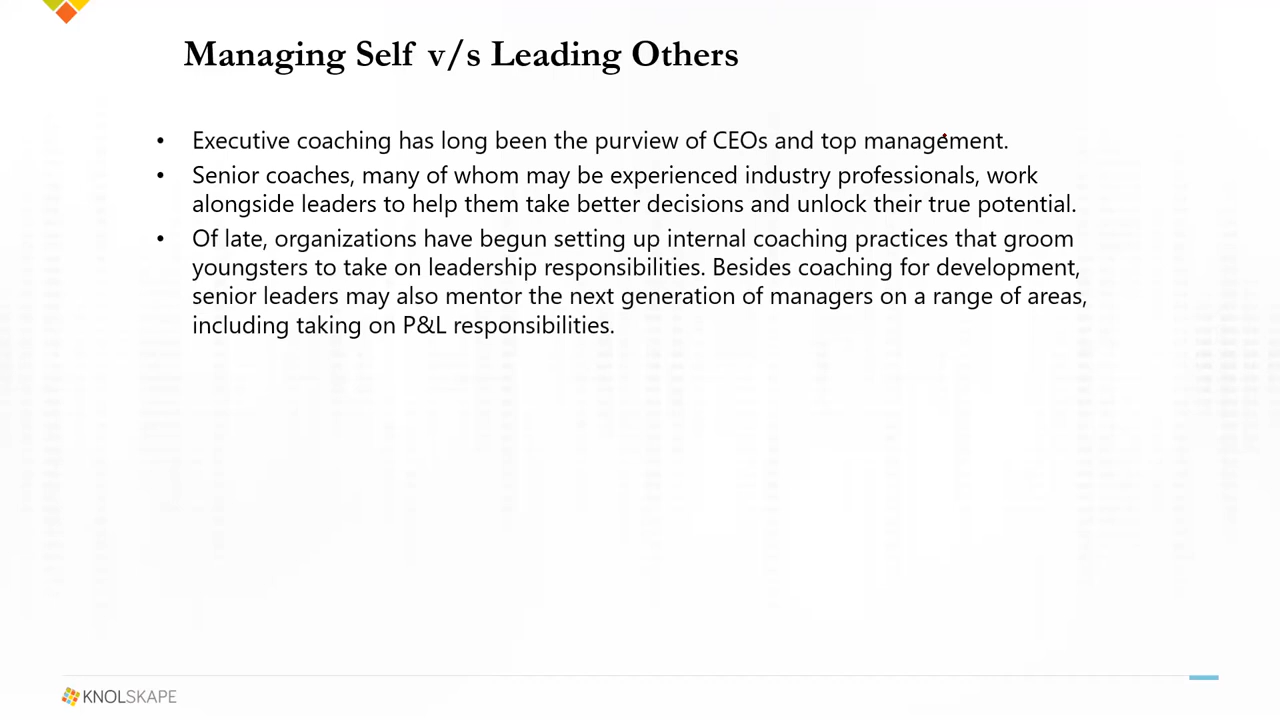 Managing Self v/s Leading Others
• Executive coaching has long been the purview of CEOs and top management.
• Senior coaches, many of whom may be experienced industry professionals, work
alongside leaders to help them take better decisions and unlock their true potential.
• Of late, organizations have begun setting up internal coaching practices that groom
youngsters to take on leadership responsibilities. Besides coaching for development,
senior leaders may also mentor the next generation of managers on a range of areas,
including taking on P&L responsibilities.
KNOLSKAPE